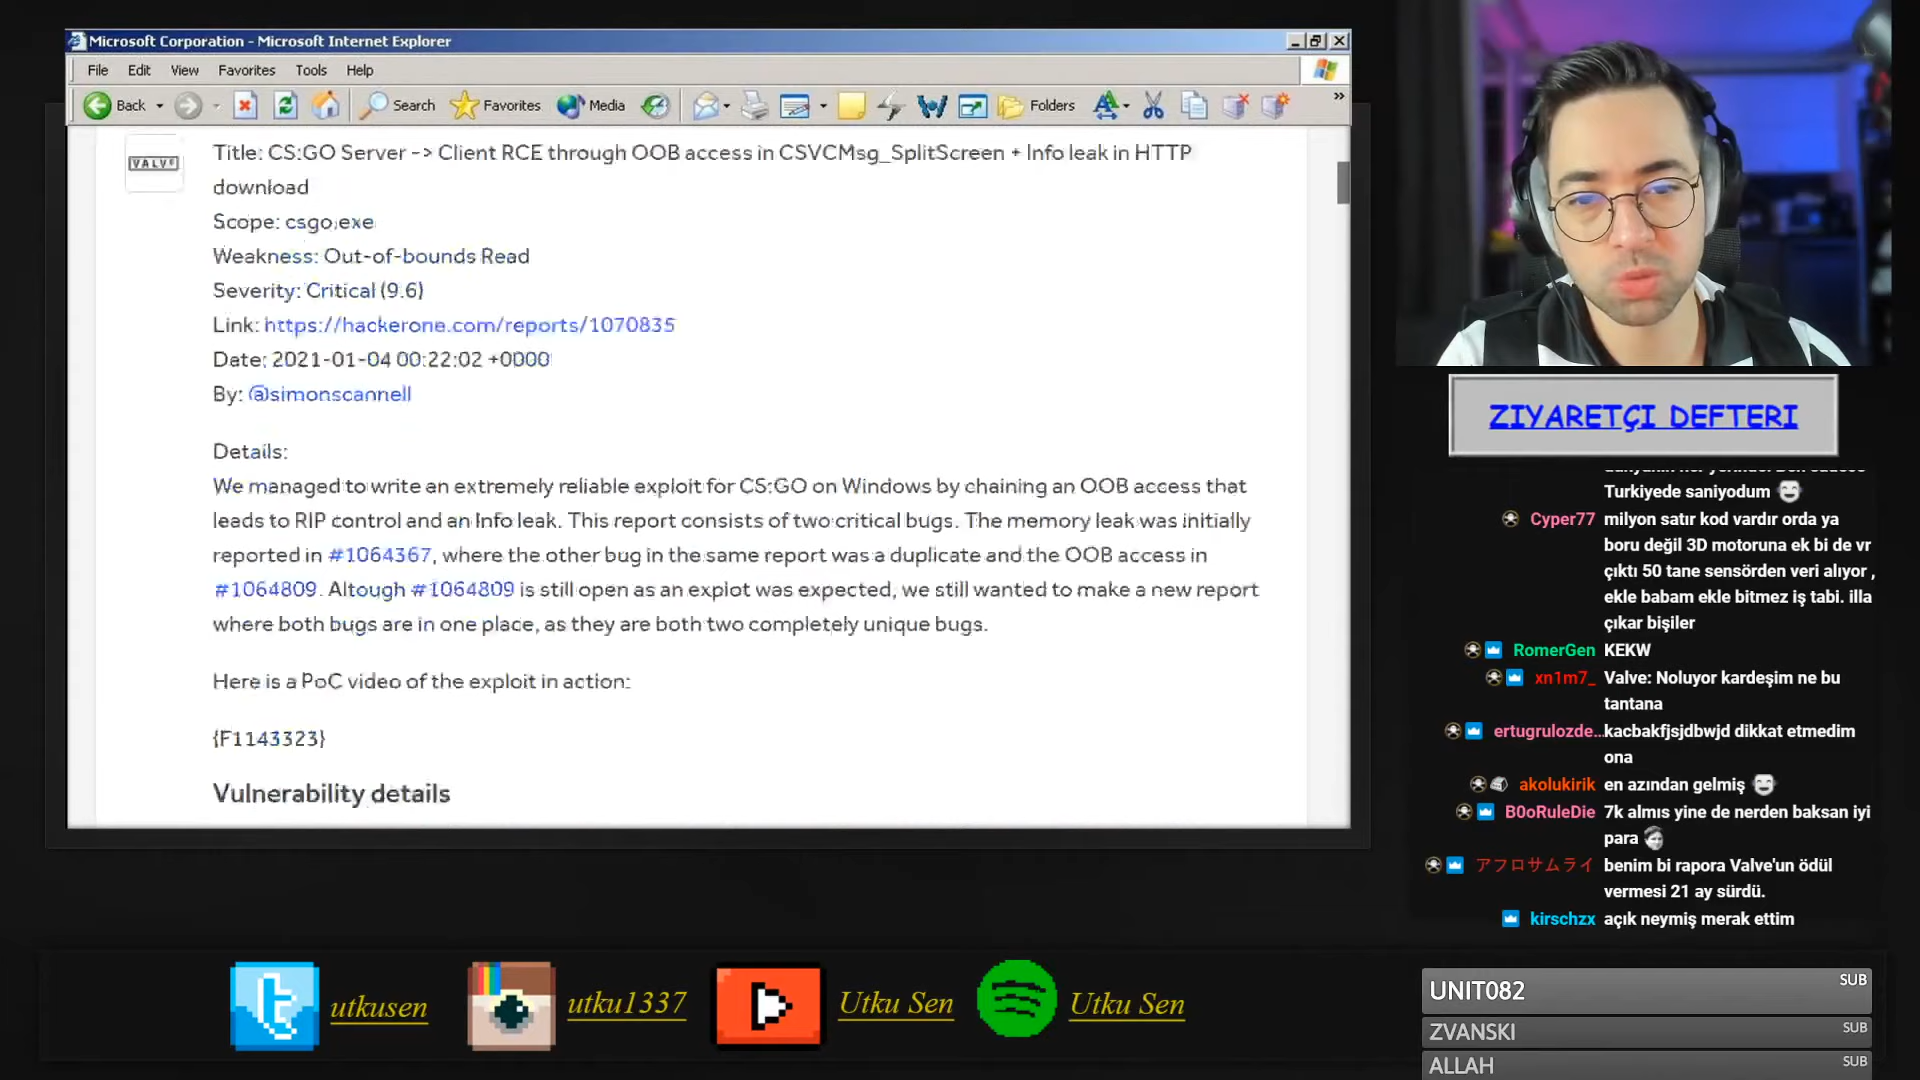 Microsoft Corporation - Microsoft Internet Explorer
File Edit View Favorites Tools Help
Back Search Favorites Media Folders
VALVE
Title: CS:GO Server -> Client RCE through OOB access in CSVCMsg_SplitScreen + Info leak in HTTP
download
Scope: csgo.exe
Weakness: Out-of-bounds Read
Severity: Critical (9.6)
Link: https://hackerone.com/reports/1070835
Date: 2021-01-04 00:22:02 +0000
By: @simonscannell
Details:
We managed to write an extremely reliable exploit for CS:GO on Windows by chaining an OOB access that
leads to RIP control and an Info leak. This report consists of two critical bugs. The memory leak was initially
reported in #1064367, where the other bug in the same report was a duplicate and the OOB access in
#1064809. Altough #1064809 is still open as an explot was expected, we still wanted to make a new report
where both bugs are in one place, as they are both two completely unique bugs.
Here is a PoC video of the exploit in action:
{F1143323}
Vulnerability details
ZIYARETÇI DEFTERI
Turkiyede saniyodum
Cyper77 milyon satır kod vardır orda ya
boru değil 3D motoruna ek bi de vr
çıktı 50 tane sensörden veri alıyor ,
ekle babam ekle bitmez iş tabi. illa
çıkar bişiler
RomerGen KEKW
xn1m7_ Valve: Noluyor kardeşim ne bu
tantana
ertugrulozde... kacbakfjsjdbwjd dikkat etmedim
ona
akolukirik en azından gelmiş
B0oRuleDie 7k almıs yine de nerden baksan iyi
para
アフロサムライ benim bi rapora Valve'un ödül
vermesi 21 ay sürdü.
kirschzx açık neymiş merak ettim
utkusen
utku1337
Utku Sen
Utku Sen
UNIT082 SUB
ZVANSKI SUB
ALLAH SUB